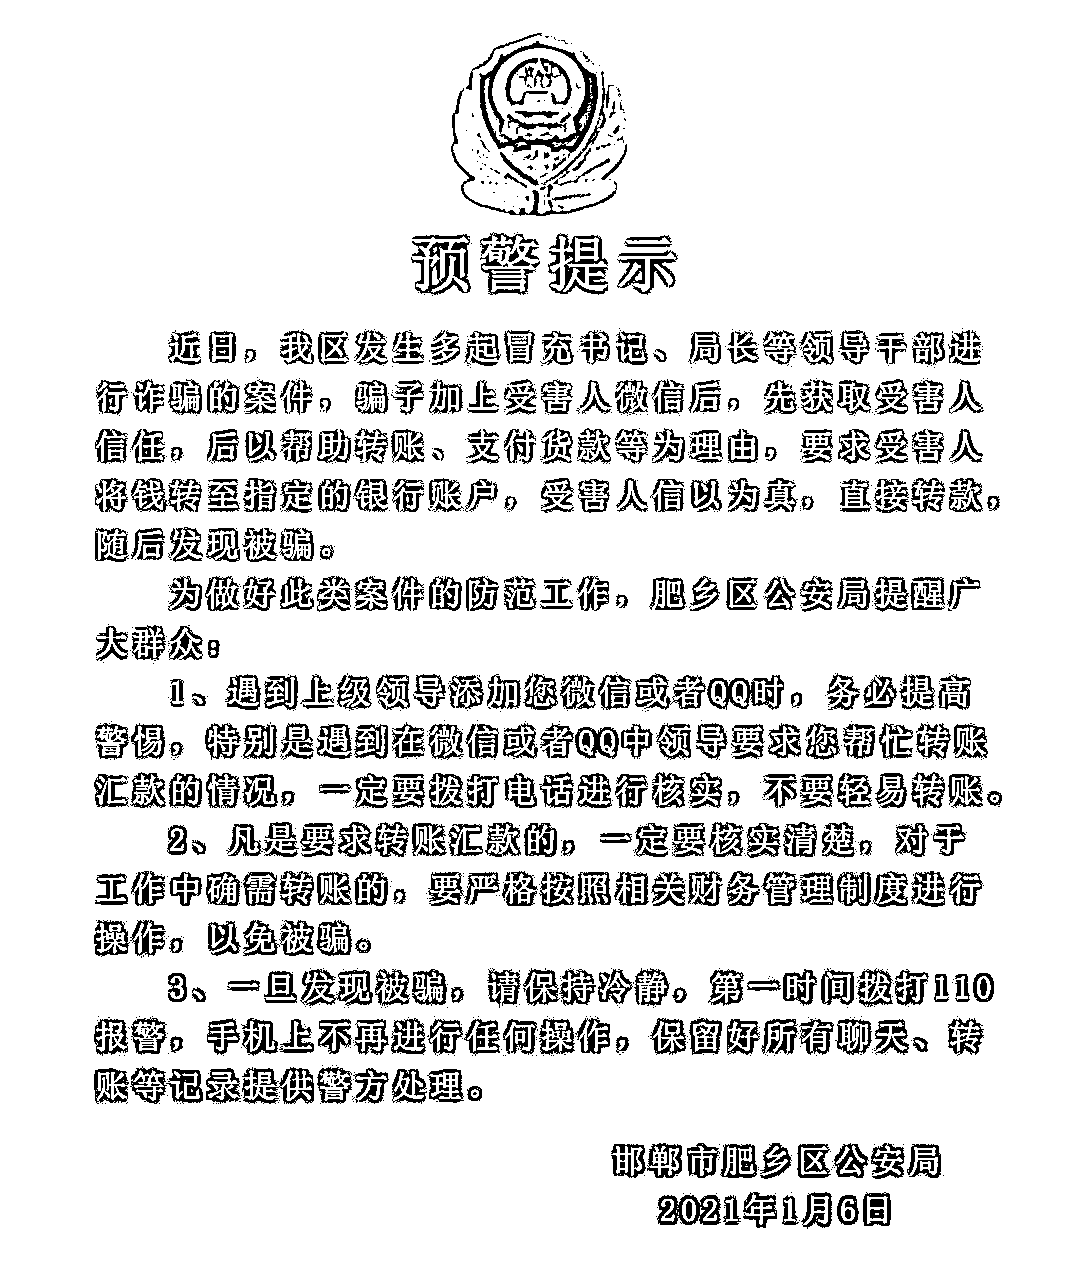 预警提示
近日，我区发生多起冒充书记、局长等领导干部进
行诈骗的案件，骗子加上受害人微信后，先获取受害人
信任，后以帮助转账、支付货款等为理由，要求受害人
将钱转至指定的银行账户，受害人信以为真，直接转款，
随后发现被骗。
为做好此类案件的防范工作，肥乡区公安局提醒广
大群众：
1、遇到上级领导添加您微信或者QQ时，务必提高
警惕，特别是遇到在微信或者QQ中领导要求您帮忙转账
汇款的情况，一定要拨打电话进行核实，不要轻易转账。
2、凡是要求转账汇款的，一定要核实清楚，对于
工作中确需转账的，要严格按照相关财务管理制度进行
操作，以免被骗。
3、一旦发现被骗，请保持冷静，第一时间拨打110
报警，手机上不再进行任何操作，保留好所有聊天、转
账等记录提供警方处理。
邯郸市肥乡区公安局
2021年1月6日